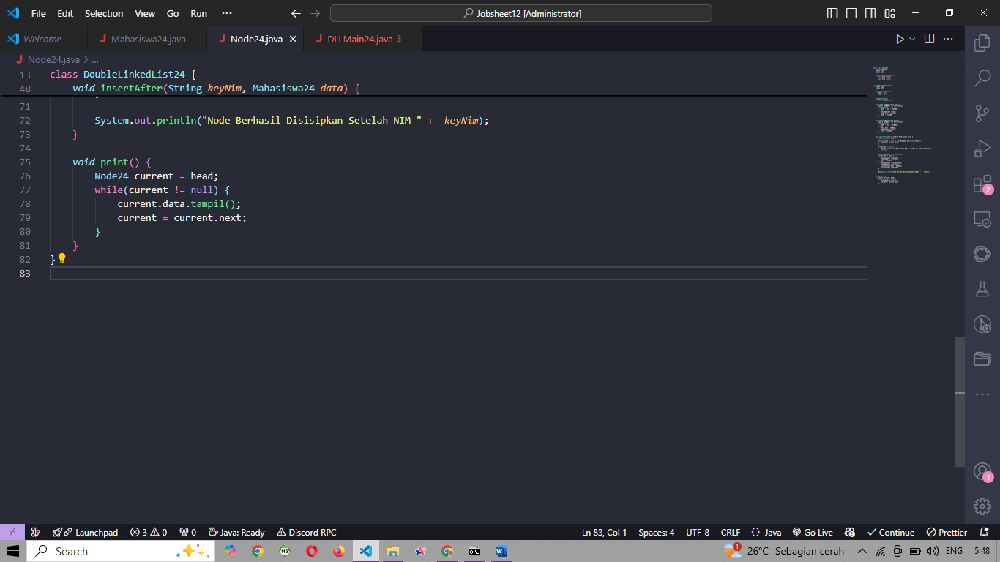 File Edit Selection View Go Run ··· Jobsheet12 [Administrator]
Welcome J Mahasiswa24.java J Node24.java J DLLMain24.java 3
J Node24.java > ...
13 class DoubleLinkedList24 {
48 void insertAfter(String keyNim, Mahasiswa24 data) {
71
72 System.out.println("Node Berhasil Disisipkan Setelah NIM " +  keyNim);
73 }
74
75 void print() {
76 Node24 current = head;
77 while(current != null) {
78 current.data.tampil();
79 current = current.next;
80 }
81 }
82 }
83
2
1
Launchpad 3 0 0 Java: Ready Discord RPC Ln 83, Col 1 Spaces: 4 UTF-8 CRLF {} Java Go Live Continue Prettier
Search HS C:\. W 1 26°C Sebagian cerah ENG 5:48